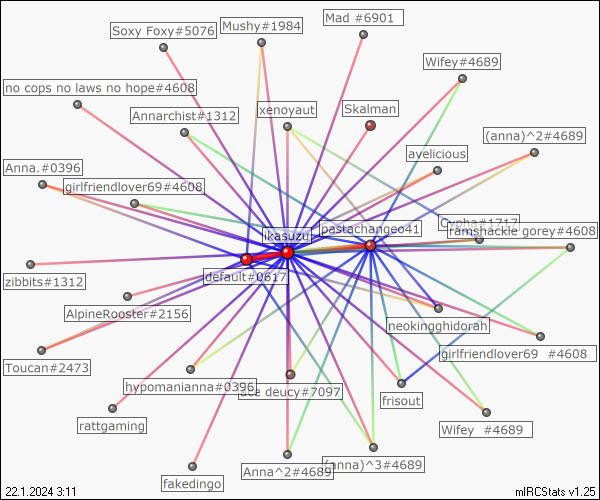 Mad #6901
Mushy#1984
Soxy Foxy#5076
Wifey#4689
no cops no laws no hope#4608
xenoyaut
Skalman
Annarchist#1312
(anna)^2#4689
avelicious
Anna.#0396
girlfriendlover69#4608
Cypha#1717
ramshackle gorey#4608
pastachangeo41
ikasuzu
default#0617
zibbits#1312
AlpineRooster#2156
neokingghidorah
girlfriendlover69 #4608
Toucan#2473
hypomanianna#0396
ace deucy#7097
frisout
rattgaming
Wifey #4689
(anna)^3#4689
Anna^2#4689
fakedingo
22.1.2024 3:11
mIRCStats v1.25